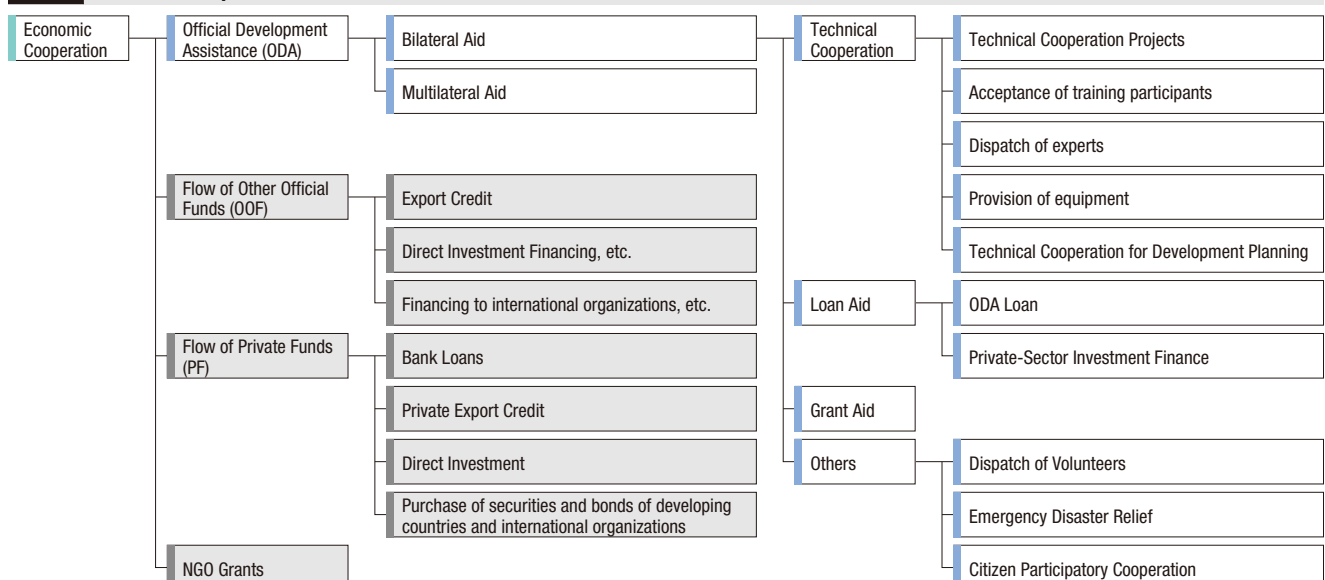 Economic
Cooperation
Official Development
Assistance (ODA)
Bilateral Aid
Multilateral Aid
Flow of Other Official
Funds (OOF)
Export Credit
Direct Investment Financing, etc.
Financing to international organizations, etc.
Flow of Private Funds
(PF)
Bank Loans
Private Export Credit
Direct Investment
Purchase of securities and bonds of developing
countries and international organizations
NGO Grants
Technical
Cooperation
Technical Cooperation Projects
Acceptance of training participants
Dispatch of experts
Provision of equipment
Technical Cooperation for Development Planning
Loan Aid
ODA Loan
Private-Sector Investment Finance
Grant Aid
Others
Dispatch of Volunteers
Emergency Disaster Relief
Citizen Participatory Cooperation